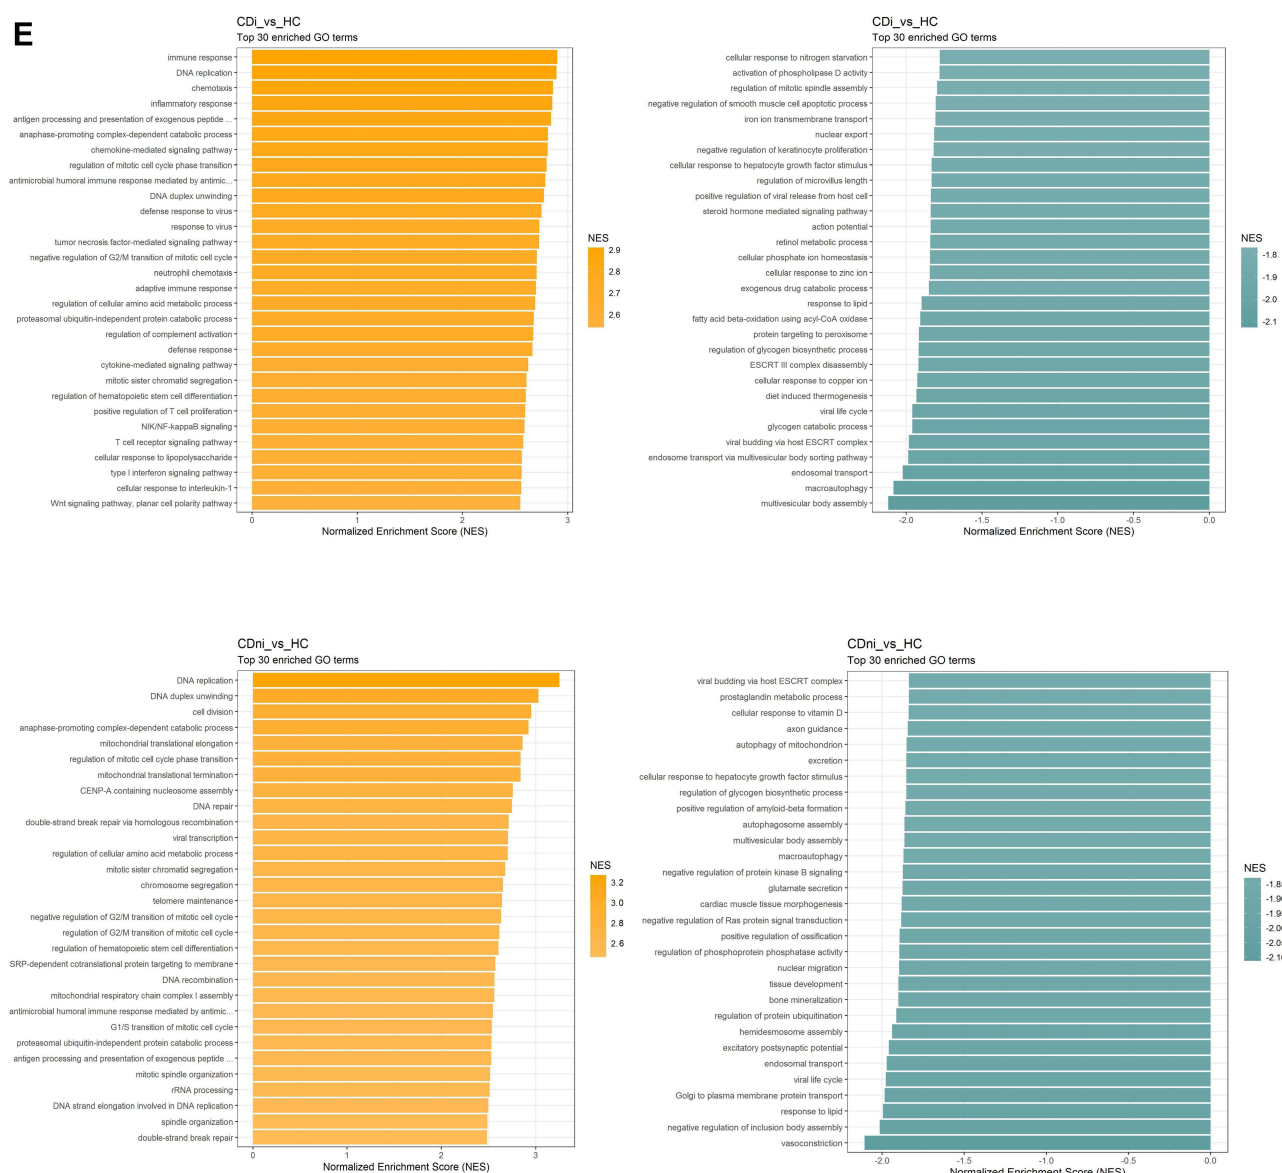 E
CDi_vs_HC
Top 30 enriched GO terms
immune response
DNA replication
chemotaxis
inflammatory response
antigen processing and presentation of exogenous peptide ...
anaphase-promoting complex-dependent catabolic process
chemokine-mediated signaling pathway
regulation of mitotic cell cycle phase transition
antimicrobial humoral immune response mediated by antimic...
DNA duplex unwinding
defense response to virus
response to virus
tumor necrosis factor-mediated signaling pathway
negative regulation of G2/M transition of mitotic cell cycle
neutrophil chemotaxis
adaptive immune response
regulation of cellular amino acid metabolic process
proteasomal ubiquitin-independent protein catabolic process
regulation of complement activation
defense response
cytokine-mediated signaling pathway
mitotic sister chromatid segregation
regulation of hematopoietic stem cell differentiation
positive regulation of T cell proliferation
NIK/NF-kappaB signaling
T cell receptor signaling pathway
cellular response to lipopolysaccharide
type I interferon signaling pathway
cellular response to interleukin-1
Wnt signaling pathway, planar cell polarity pathway
0 1 2 3
Normalized Enrichment Score (NES)
NES
2.9
2.8
2.7
2.6
CDi_vs_HC
Top 30 enriched GO terms
cellular response to nitrogen starvation
activation of phospholipase D activity
regulation of mitotic spindle assembly
negative regulation of smooth muscle cell apoptotic process
iron ion transmembrane transport
nuclear export
negative regulation of keratinocyte proliferation
cellular response to hepatocyte growth factor stimulus
regulation of microvillus length
positive regulation of viral release from host cell
steroid hormone mediated signaling pathway
action potential
retinol metabolic process
cellular phosphate ion homeostasis
cellular response to zinc ion
exogenous drug catabolic process
response to lipid
fatty acid beta-oxidation using acyl-CoA oxidase
protein targeting to peroxisome
regulation of glycogen biosynthetic process
ESCRT III complex disassembly
cellular response to copper ion
diet induced thermogenesis
viral life cycle
glycogen catabolic process
viral budding via host ESCRT complex
endosome transport via multivesicular body sorting pathway
endosomal transport
macroautophagy
multivesicular body assembly
-2.0 -1.5 -1.0 -0.5 0.0
Normalized Enrichment Score (NES)
NES
-1.8
-1.9
-2.0
-2.1
CDni_vs_HC
Top 30 enriched GO terms
DNA replication
DNA duplex unwinding
cell division
anaphase-promoting complex-dependent catabolic process
mitochondrial translational elongation
regulation of mitotic cell cycle phase transition
mitochondrial translational termination
CENP-A containing nucleosome assembly
DNA repair
double-strand break repair via homologous recombination
viral transcription
regulation of cellular amino acid metabolic process
mitotic sister chromatid segregation
chromosome segregation
telomere maintenance
negative regulation of G2/M transition of mitotic cell cycle
regulation of G2/M transition of mitotic cell cycle
regulation of hematopoietic stem cell differentiation
SRP-dependent cotranslational protein targeting to membrane
DNA recombination
mitochondrial respiratory chain complex I assembly
antimicrobial humoral immune response mediated by antimic...
G1/S transition of mitotic cell cycle
proteasomal ubiquitin-independent protein catabolic process
antigen processing and presentation of exogenous peptide ...
mitotic spindle organization
rRNA processing
DNA strand elongation involved in DNA replication
spindle organization
double-strand break repair
0 1 2 3
Normalized Enrichment Score (NES)
NES
3.2
3.0
2.8
2.6
CDni_vs_HC
Top 30 enriched GO terms
viral budding via host ESCRT complex
prostaglandin metabolic process
cellular response to vitamin D
axon guidance
autophagy of mitochondrion
excretion
cellular response to hepatocyte growth factor stimulus
regulation of glycogen biosynthetic process
positive regulation of amyloid-beta formation
autophagosome assembly
multivesicular body assembly
macroautophagy
negative regulation of protein kinase B signaling
glutamate secretion
cardiac muscle tissue morphogenesis
negative regulation of Ras protein signal transduction
positive regulation of ossification
regulation of phosphoprotein phosphatase activity
nuclear migration
tissue development
bone mineralization
regulation of protein ubiquitination
hemidesmosome assembly
excitatory postsynaptic potential
endosomal transport
viral life cycle
Golgi to plasma membrane protein transport
response to lipid
negative regulation of inclusion body assembly
vasoconstriction
-2.0 -1.5 -1.0 -0.5 0.0
Normalized Enrichment Score (NES)
NES